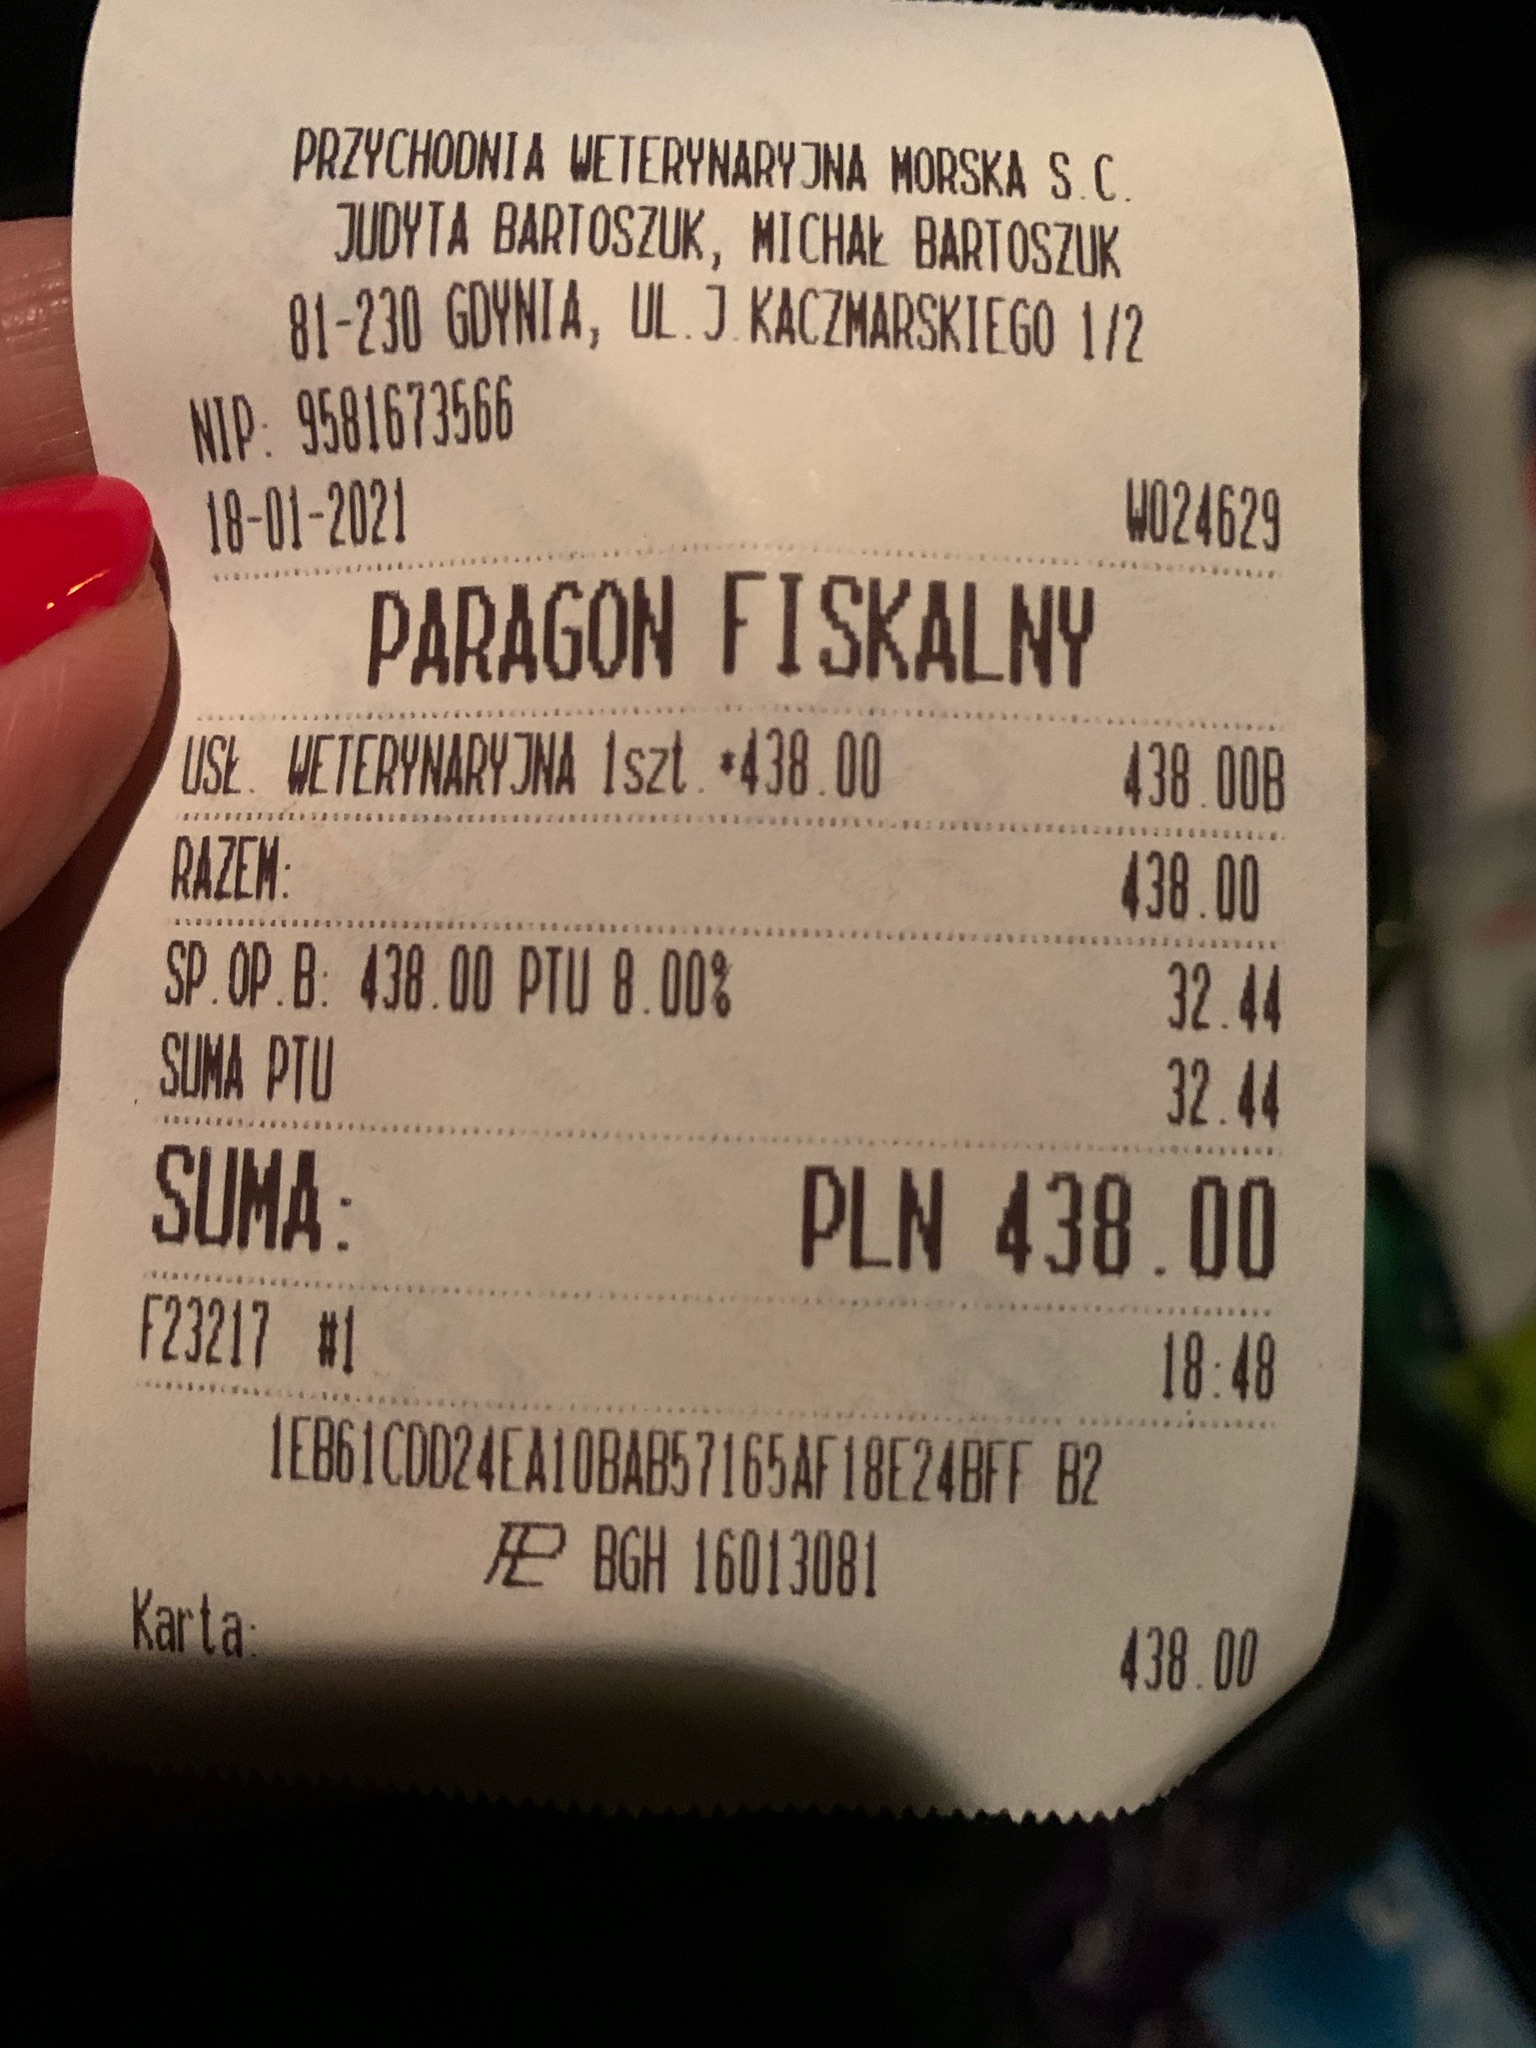 PRZYCHODNIA WETERYNARYJNA MORSKA S.C.
JUDYTA BARTOSZUK, MICHAŁ BARTOSZUK
81-230 GDYNIA, UL.J.KACZMARSKIEGO 1/2
NIP: 9581673566
18-01-2021 W024629
PARAGON FISKALNY
USŁ. WETERYNARYJNA 1szt.*438.00 438.00B
RAZEM: 438.00
SP.OP.B: 438.00 PTU 8.00% 32.44
SUMA PTU 32.44
SUMA: PLN 438.00
F23217 #1 18:48
1EB61CDD24EA10BAB57165AF18E24BFF B2
BGH 16013081
Karta: 438.00